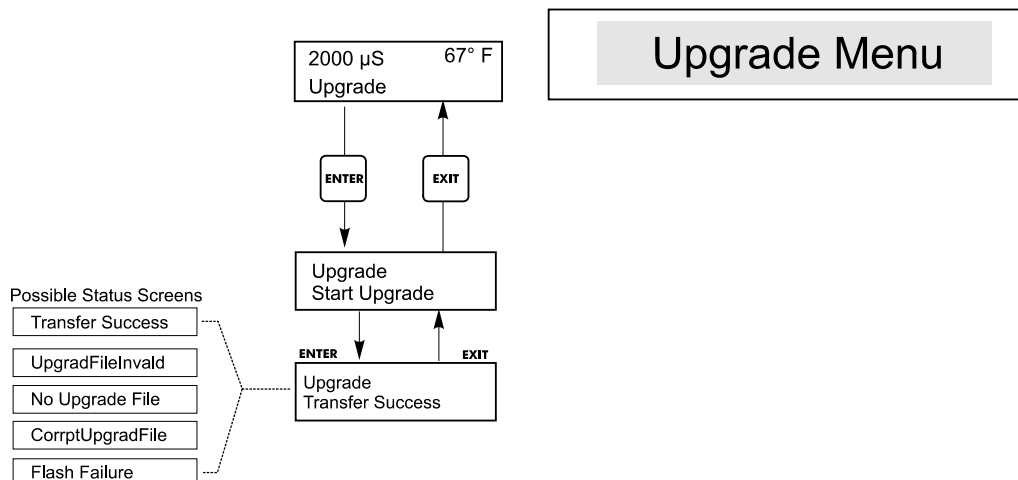 Upgrade Menu
2000 µS 67° F
Upgrade
ENTER
EXIT
Upgrade
Start Upgrade
ENTER
EXIT
Upgrade
Transfer Success
Possible Status Screens
Transfer Success
UpgradFileInvald
No Upgrade File
CorrptUpgradFile
Flash Failure